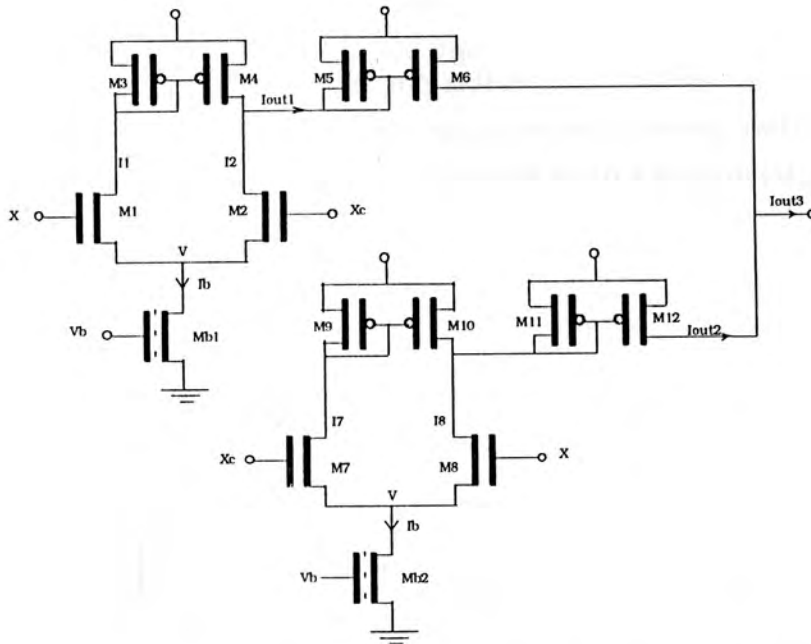 M3
M4
M5
M6
Iout1
I1
I2
X
M1
M2
Xc
Iout3
V
Ib
Vb
Mb1
M9
M10
M11
M12
Iout2
I7
I8
Xc
M7
M8
X
V
Ib
Vb
Mb2